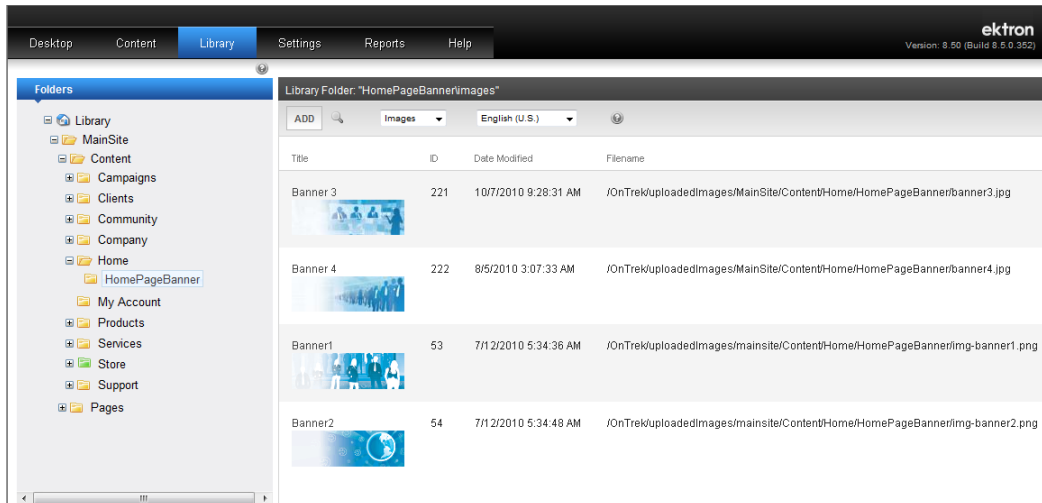 ektron
Desktop Content Library Settings Reports Help
Version: 8.50 (Build 8.5.0.352)
Folders
Library
MainSite
Content
Campaigns
Clients
Community
Company
Home
HomePageBanner
My Account
Products
Services
Store
Support
Pages
Library Folder: "HomePageBanner\images"
ADD Images English (U.S.)
Title ID Date Modified Filename
Banner 3 221 10/7/2010 9:28:31 AM /OnTrek/uploadedImages/MainSite/Content/Home/HomePageBanner/banner3.jpg
Banner 4 222 8/5/2010 3:07:33 AM /OnTrek/uploadedImages/MainSite/Content/Home/HomePageBanner/banner4.jpg
Banner1 53 7/12/2010 5:34:36 AM /OnTrek/uploadedImages/mainsite/Content/Home/HomePageBanner/img-banner1.png
Banner2 54 7/12/2010 5:34:48 AM /OnTrek/uploadedImages/mainsite/Content/Home/HomePageBanner/img-banner2.png